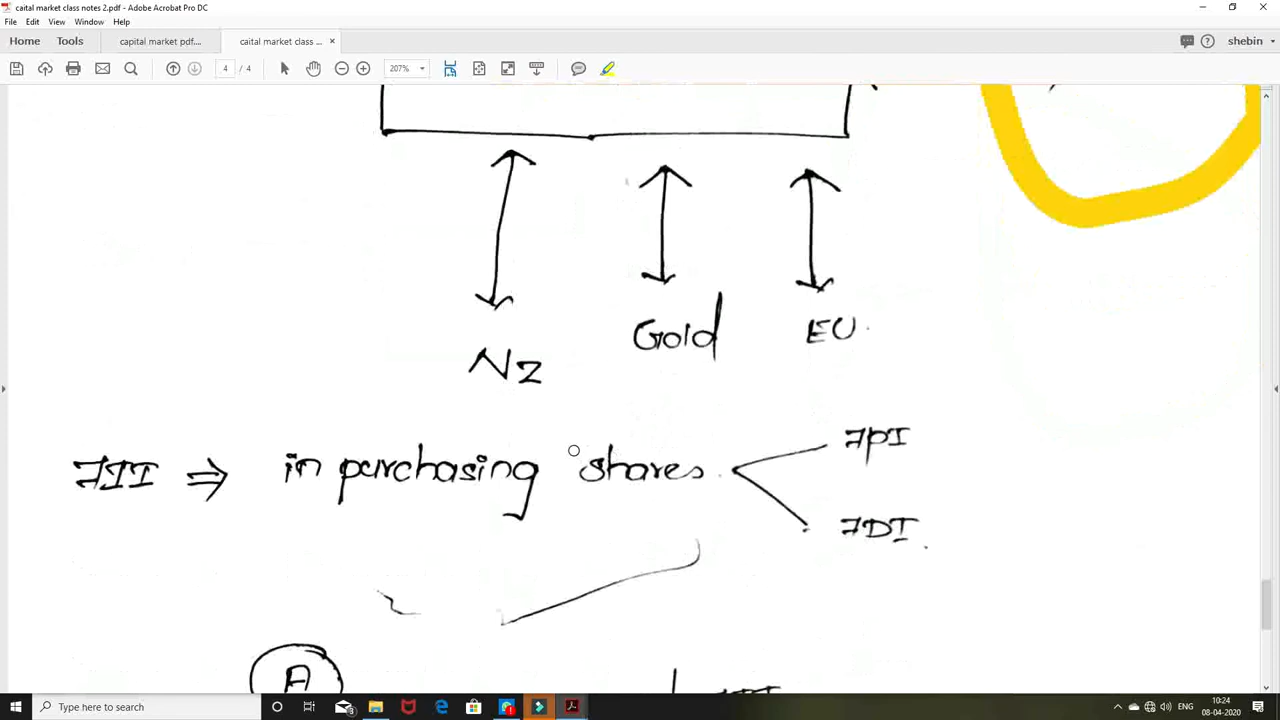 caital market class notes 2.pdf - Adobe Acrobat Pro DC
File Edit View Window Help
Home Tools capital market pdf.... caital market class ... × shebin
4 / 4 207%
NZ Gold EU
FII ⇒ in purchasing shares. FPI
FDI.
A
Type here to search
10:24
08-04-2020